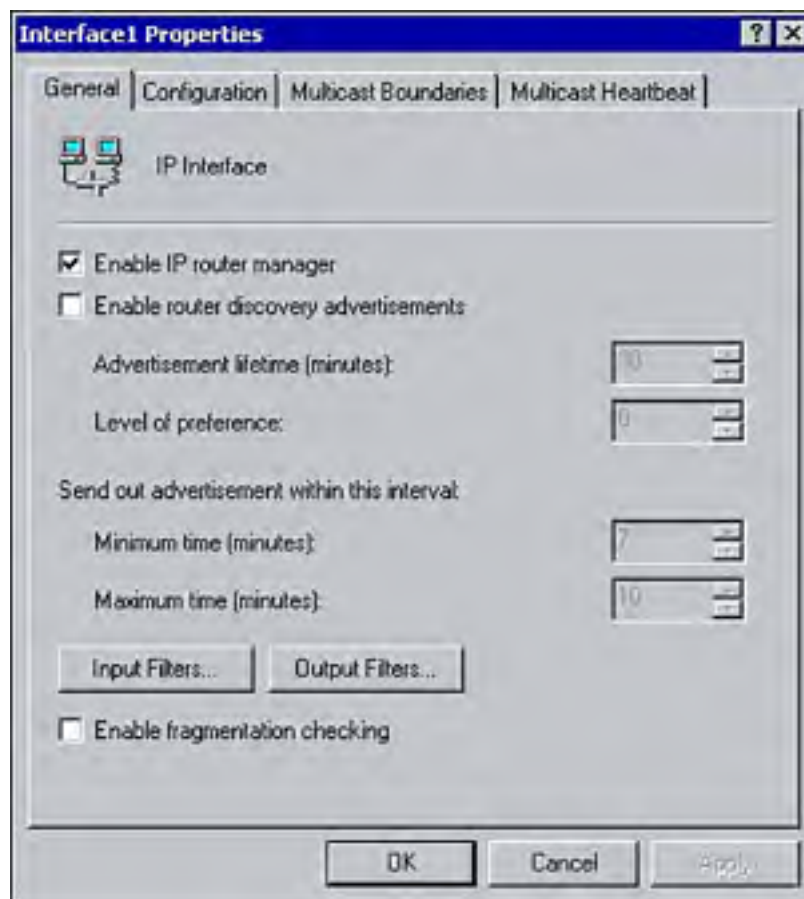 Interface1 Properties
General Configuration Multicast Boundaries Multicast Heartbeat
IP Interface
Enable IP router manager
Enable router discovery advertisements
Advertisement lifetime (minutes): 30
Level of preference: 0
Send out advertisement within this interval:
Minimum time (minutes): 7
Maximum time (minutes): 10
Input Filters... Output Filters...
Enable fragmentation checking
OK Cancel Apply